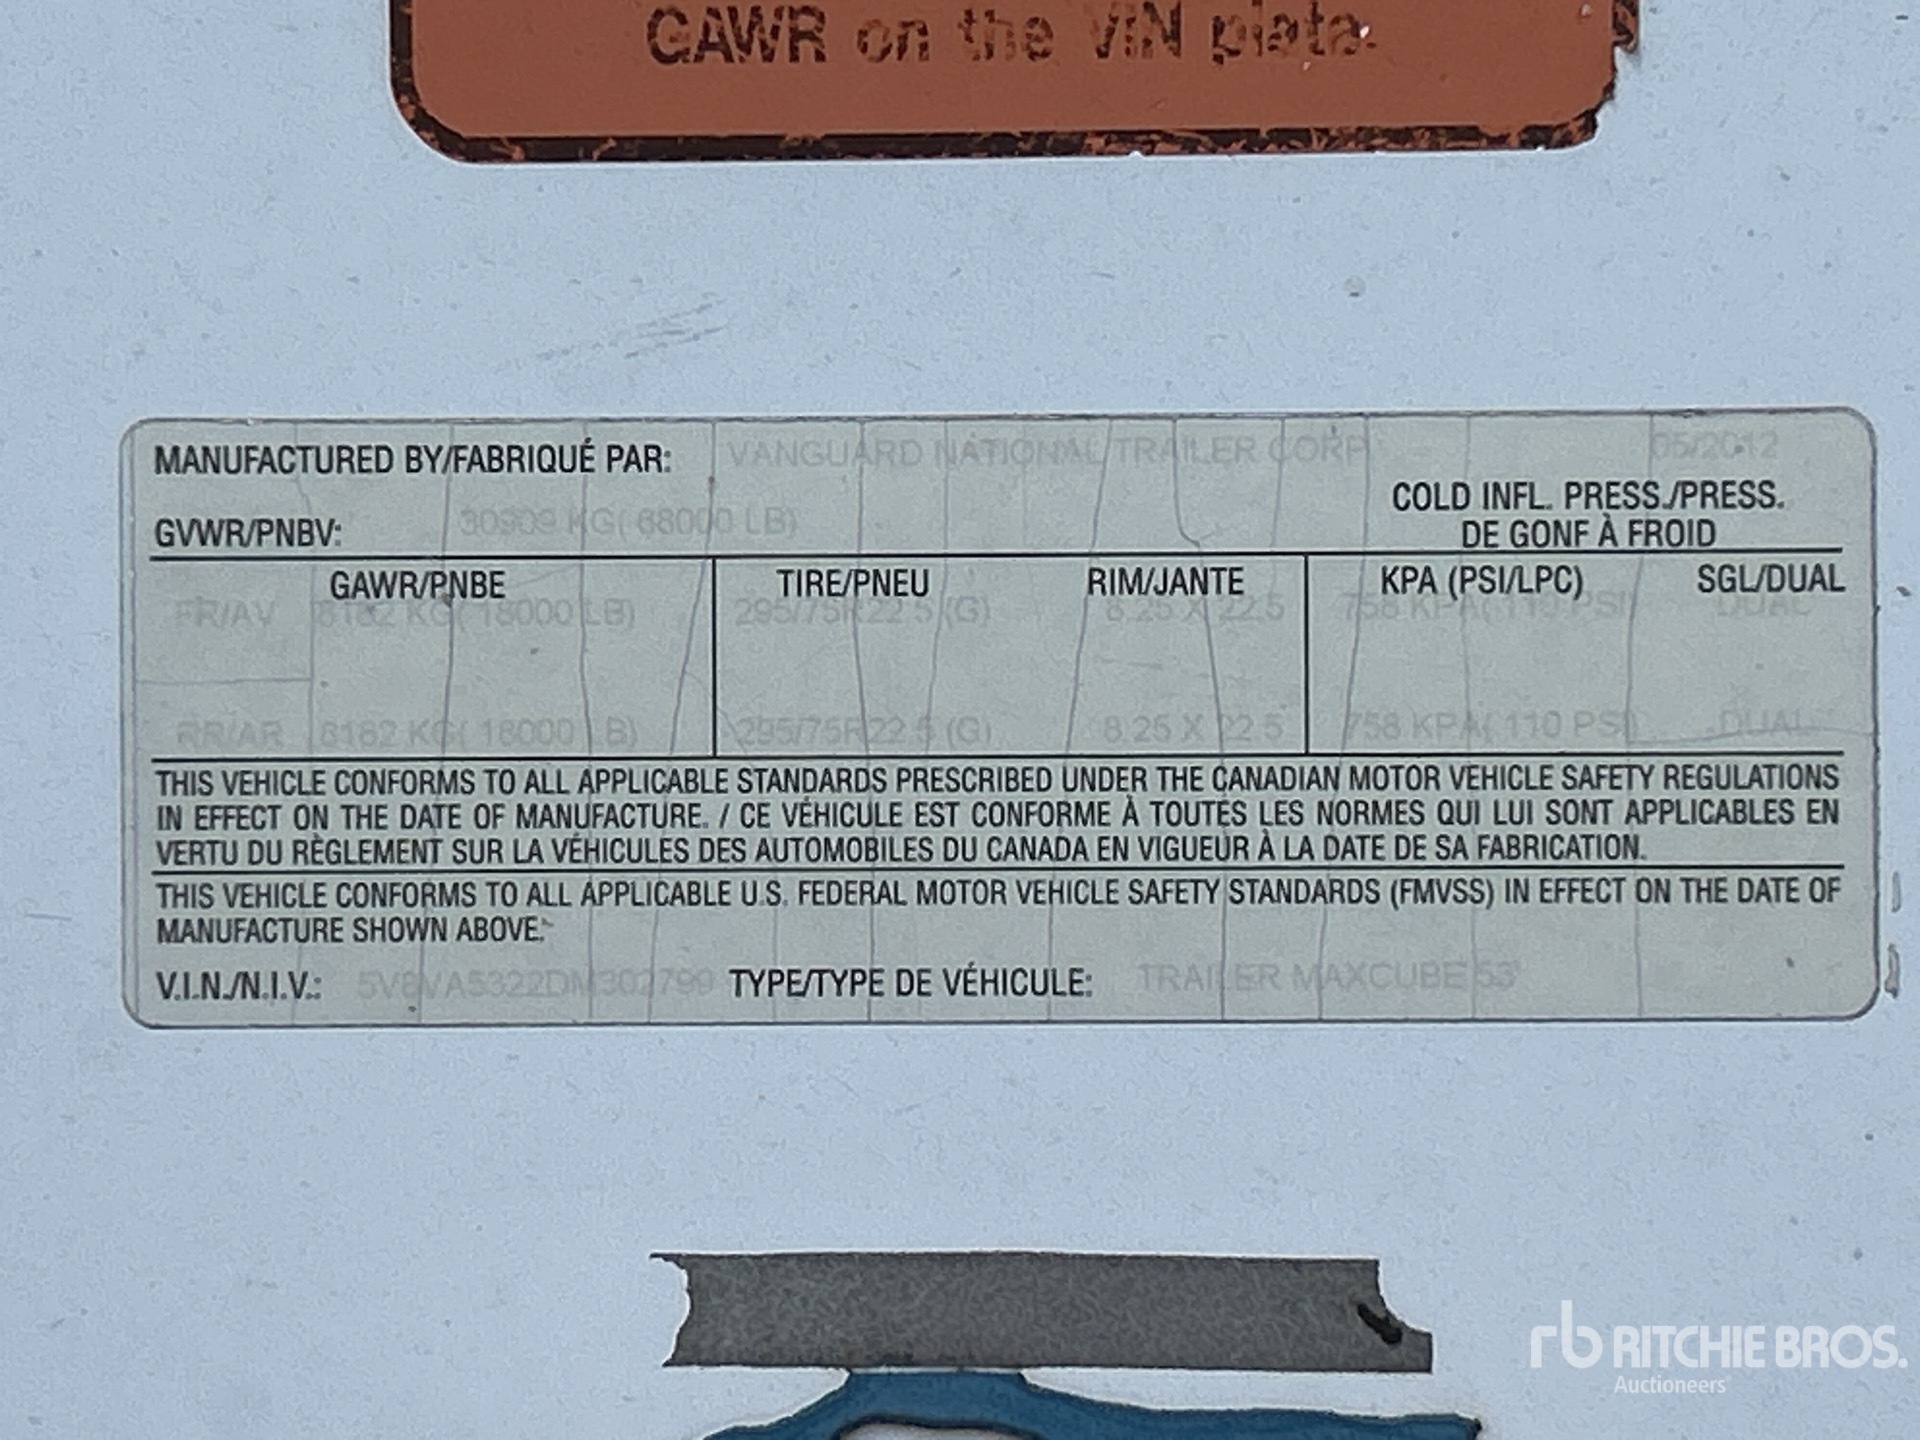 GAWR on the VIN plate.
MANUFACTURED BY/FABRIQUÉ PAR: VANGUARD NATIONAL TRAILER CORP. 05/2012
COLD INFL. PRESS./PRESS.
GVWR/PNBV: 30909 KG( 68000 LB)
DE GONF À FROID
GAWR/PNBE TIRE/PNEU RIM/JANTE KPA (PSI/LPC) SGL/DUAL
FR/AV 8182 KG( 18000 LB) 295/75R22.5 (G) 8.25 X 22.5 758 KPA( 110 PSI) DUAL
RR/AR 8182 KG( 18000 LB) 295/75R22.5 (G) 8.25 X 22.5 758 KPA( 110 PSI) DUAL
THIS VEHICLE CONFORMS TO ALL APPLICABLE STANDARDS PRESCRIBED UNDER THE CANADIAN MOTOR VEHICLE SAFETY REGULATIONS
IN EFFECT ON THE DATE OF MANUFACTURE. / CE VÉHICULE EST CONFORME À TOUTES LES NORMES QUI LUI SONT APPLICABLES EN
VERTU DU RÈGLEMENT SUR LA VÉHICULES DES AUTOMOBILES DU CANADA EN VIGUEUR À LA DATE DE SA FABRICATION.
THIS VEHICLE CONFORMS TO ALL APPLICABLE U.S. FEDERAL MOTOR VEHICLE SAFETY STANDARDS (FMVSS) IN EFFECT ON THE DATE OF
MANUFACTURE SHOWN ABOVE.
V.I.N./N.I.V.: 5V8VA5322DM302799 TYPE/TYPE DE VÉHICULE: TRAILER MAXCUBE 53'
rb RITCHIE BROS.
Auctioneers